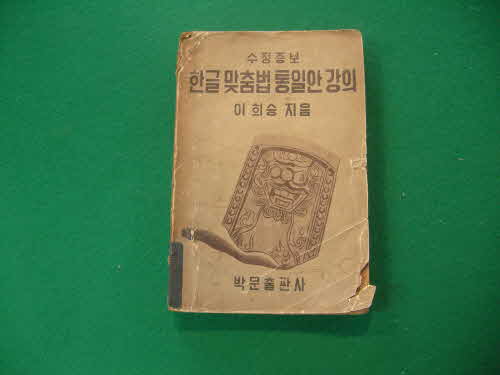 수정증보
한글 맞춤법 통일안 강의
이 희승 지음
박문출판사